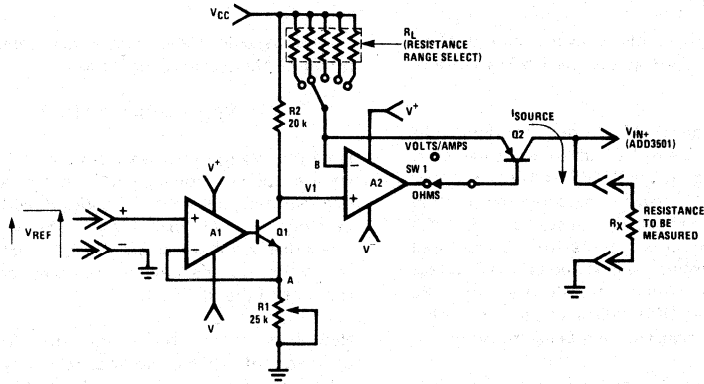 VCC
RL
(RESISTANCE
RANGE SELECT)
R2
20 k
V+
ISOURCE
VOLTS/AMPS
Q2
VIN+
(ADD3501)
B
−
A2
SW 1
V1
+
OHMS
V+
V−
+
VREF
−
+
A1
−
Q1
A
V
R1
25 k
RX
RESISTANCE
TO BE
MEASURED